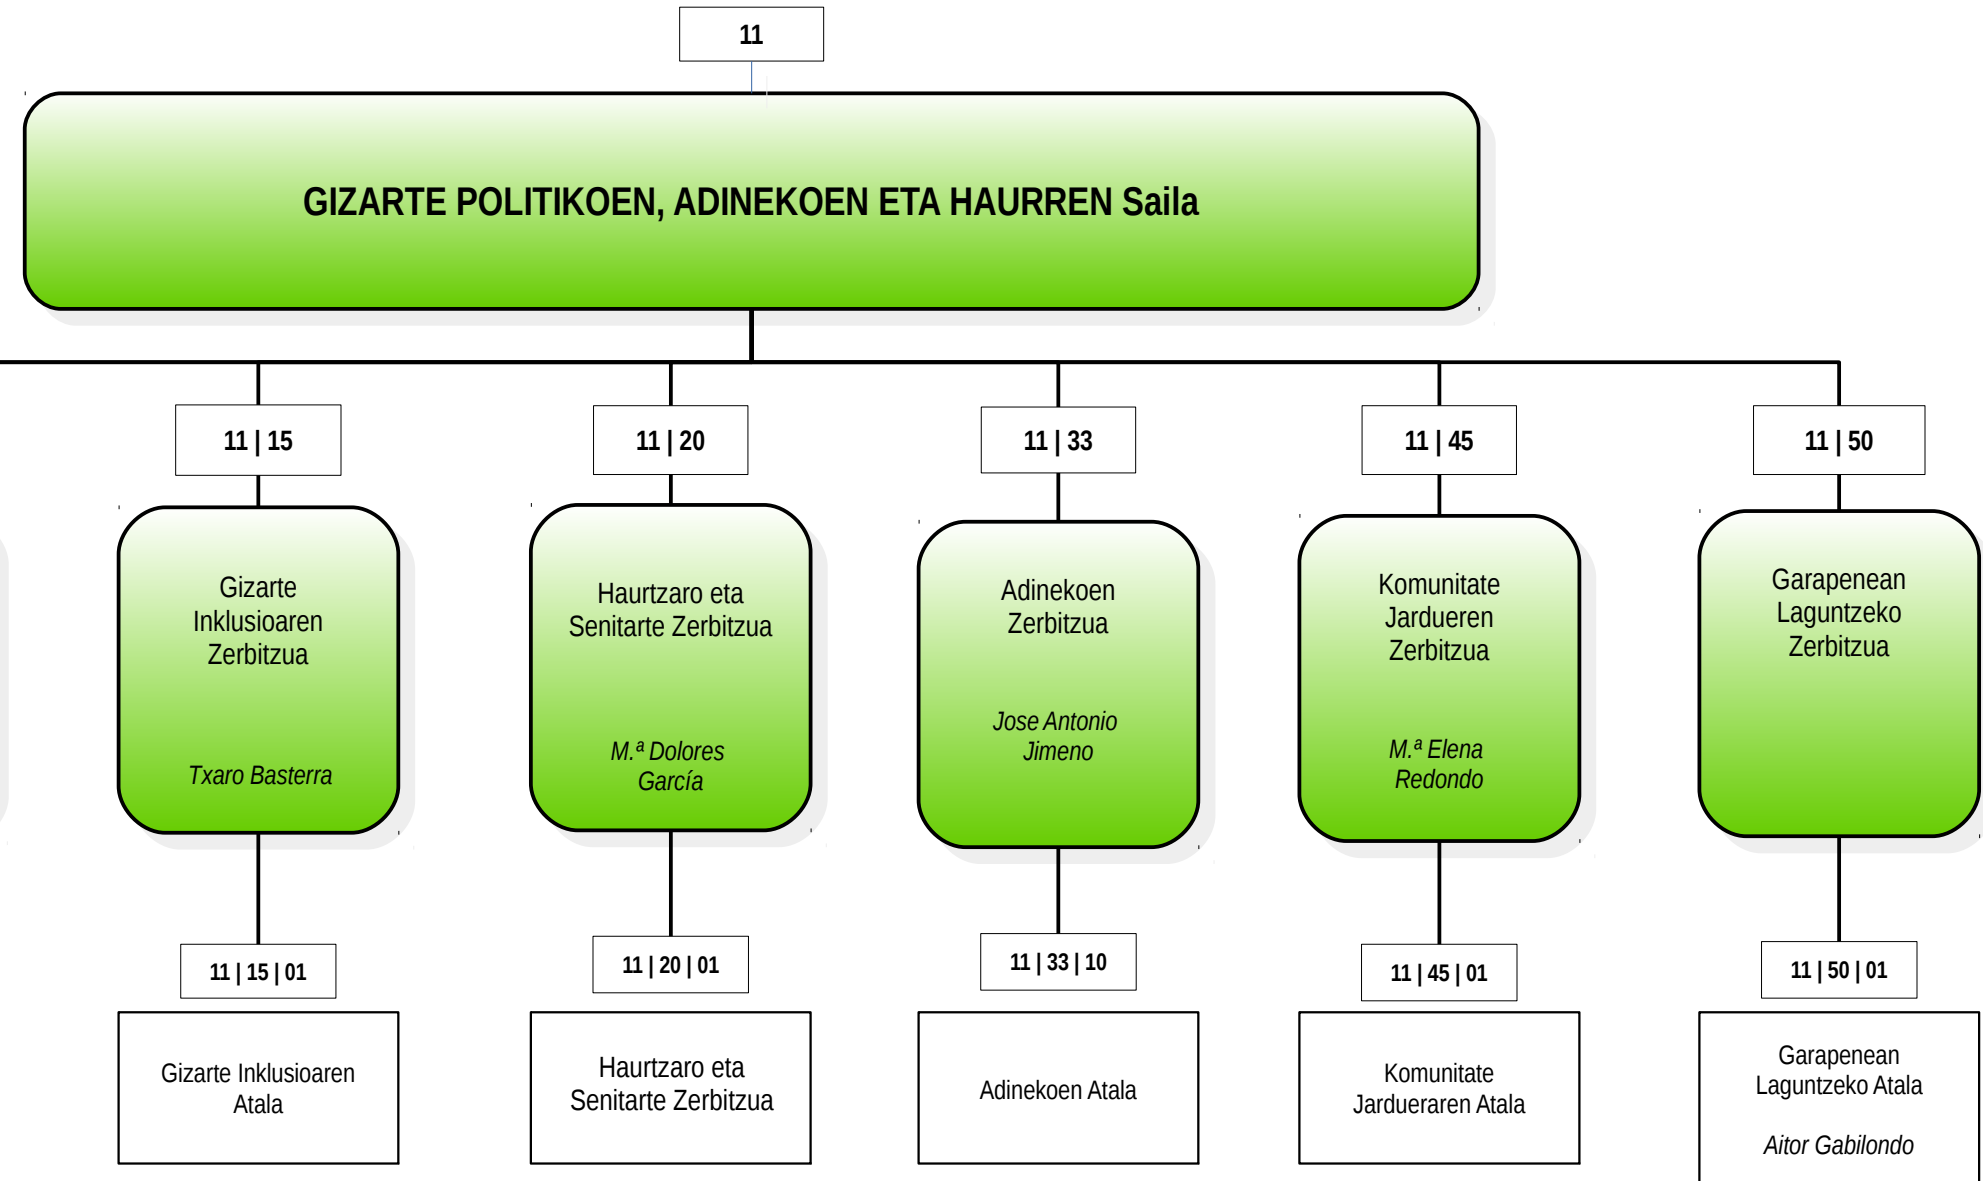 11
GIZARTE POLITIKOEN, ADINEKOEN ETA HAURREN Saila
11 | 15
11 | 20
11 | 33
11 | 45
11 | 50
Gizarte
Inklusioaren
Zerbitzua
Txaro Basterra
Haurtzaro eta
Senitarte Zerbitzua
M.ª Dolores
García
Adinekoen
Zerbitzua
Jose Antonio
Jimeno
Komunitate
Jardueren
Zerbitzua
M.ª Elena
Redondo
Garapenean
Laguntzeko
Zerbitzua
11 | 15 | 01
11 | 20 | 01
11 | 33 | 10
11 | 45 | 01
11 | 50 | 01
Gizarte Inklusioaren
Atala
Haurtzaro eta
Senitarte Zerbitzua
Adinekoen Atala
Komunitate
Jardueraren Atala
Garapenean
Laguntzeko Atala
Aitor Gabilondo